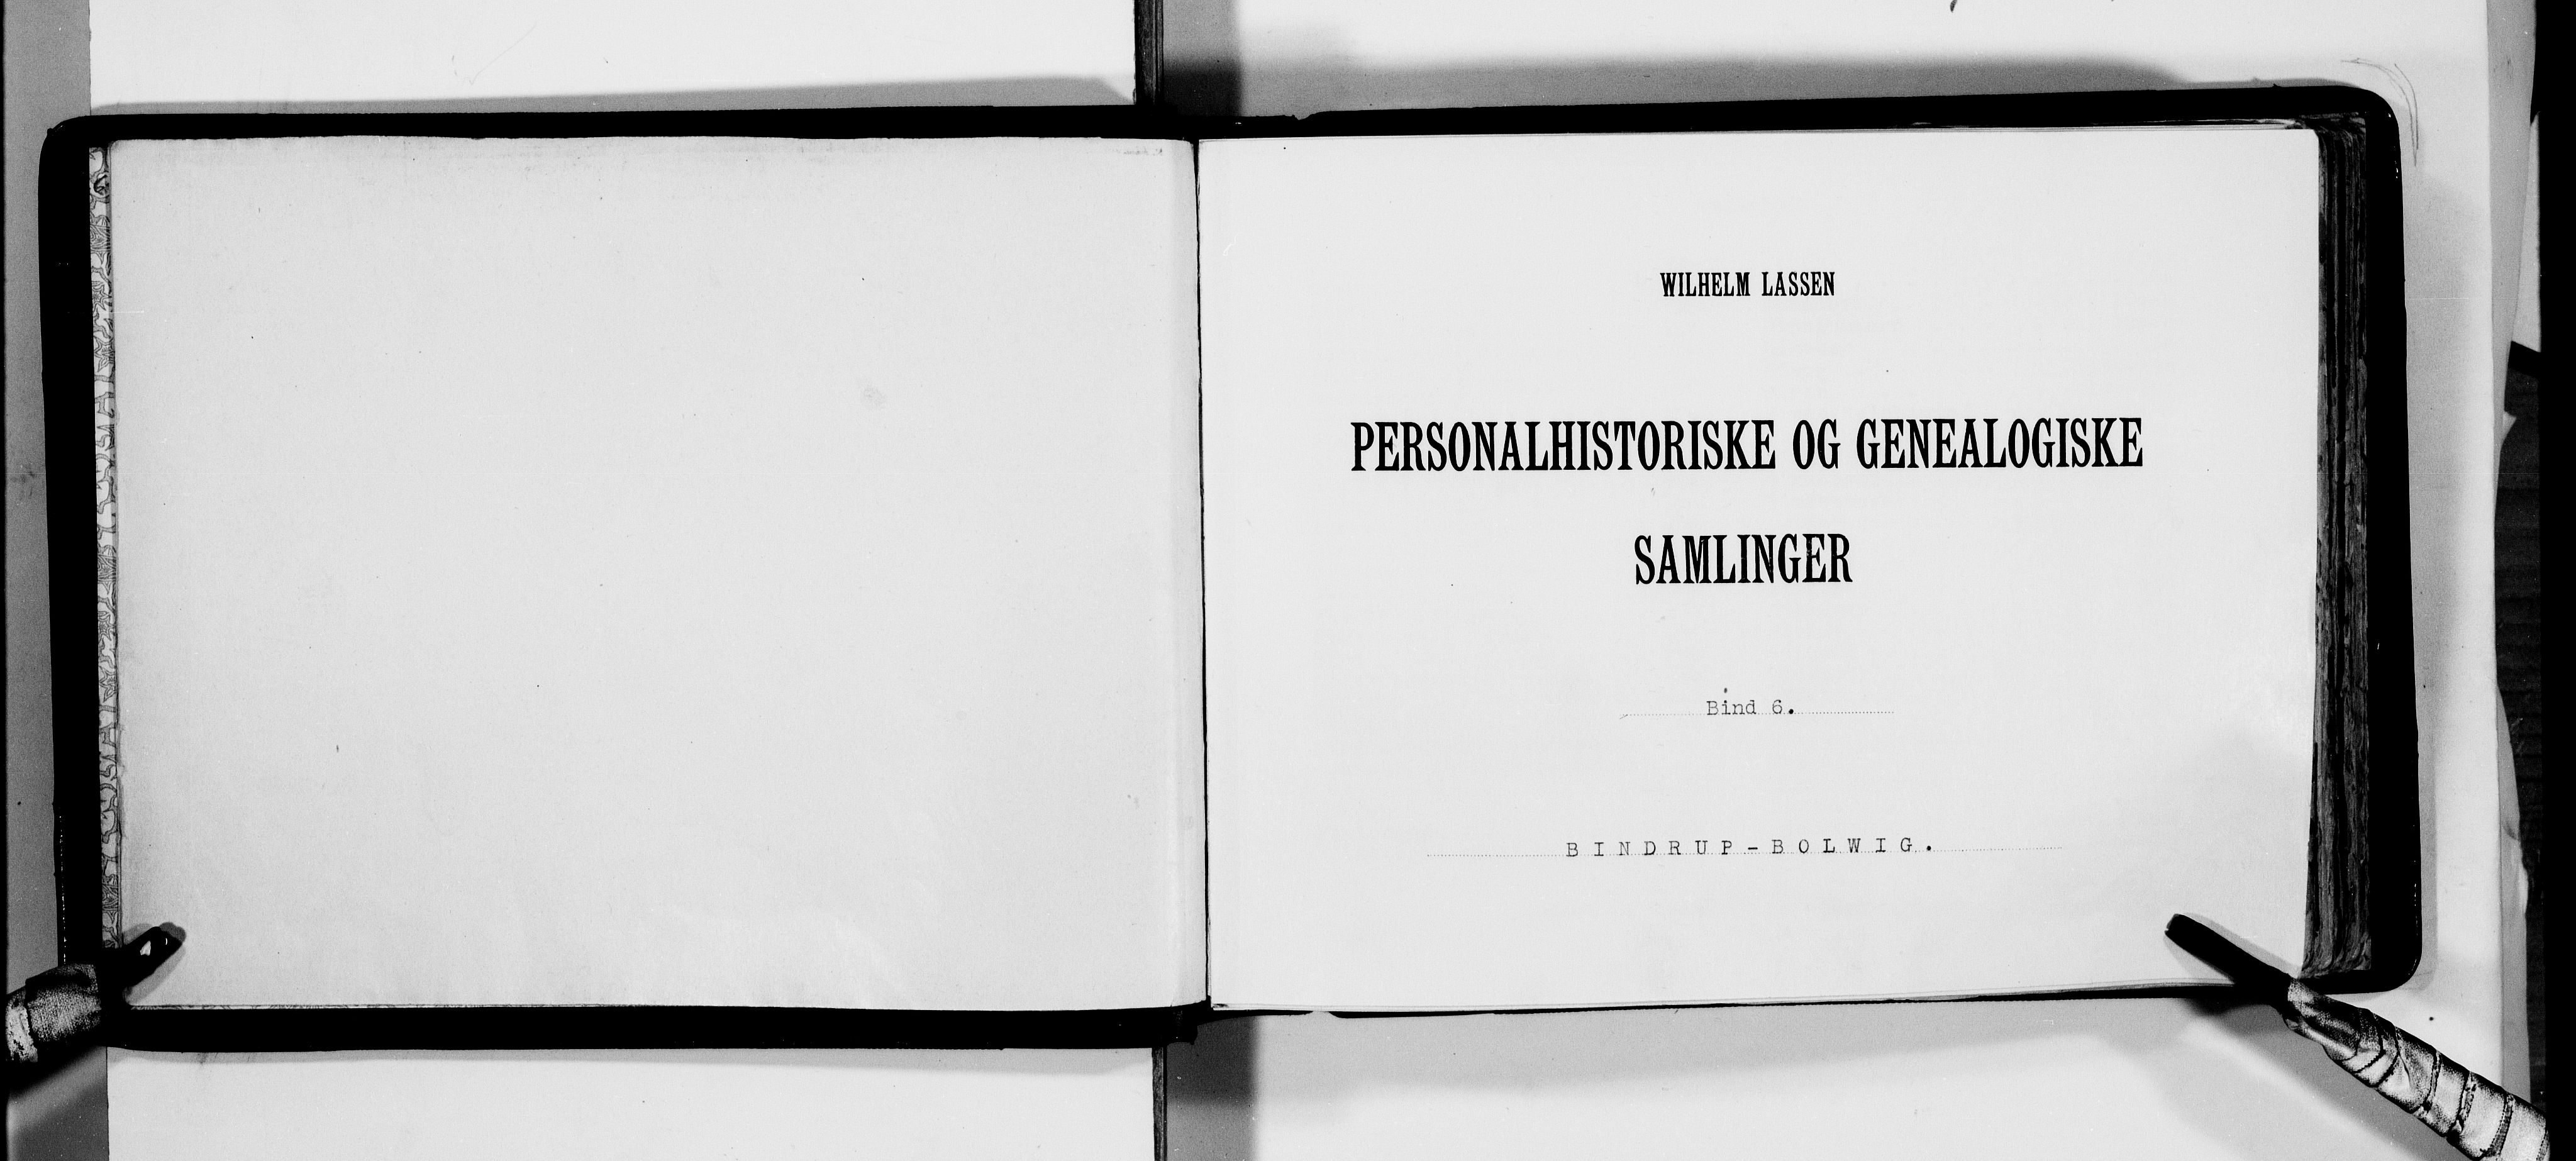 WILHELM LASSEN
PERSONALHISTORISKE OG GENEALOGISKE
SAMLINGER
Bind 6.
BINDRUP-BOLWIG.